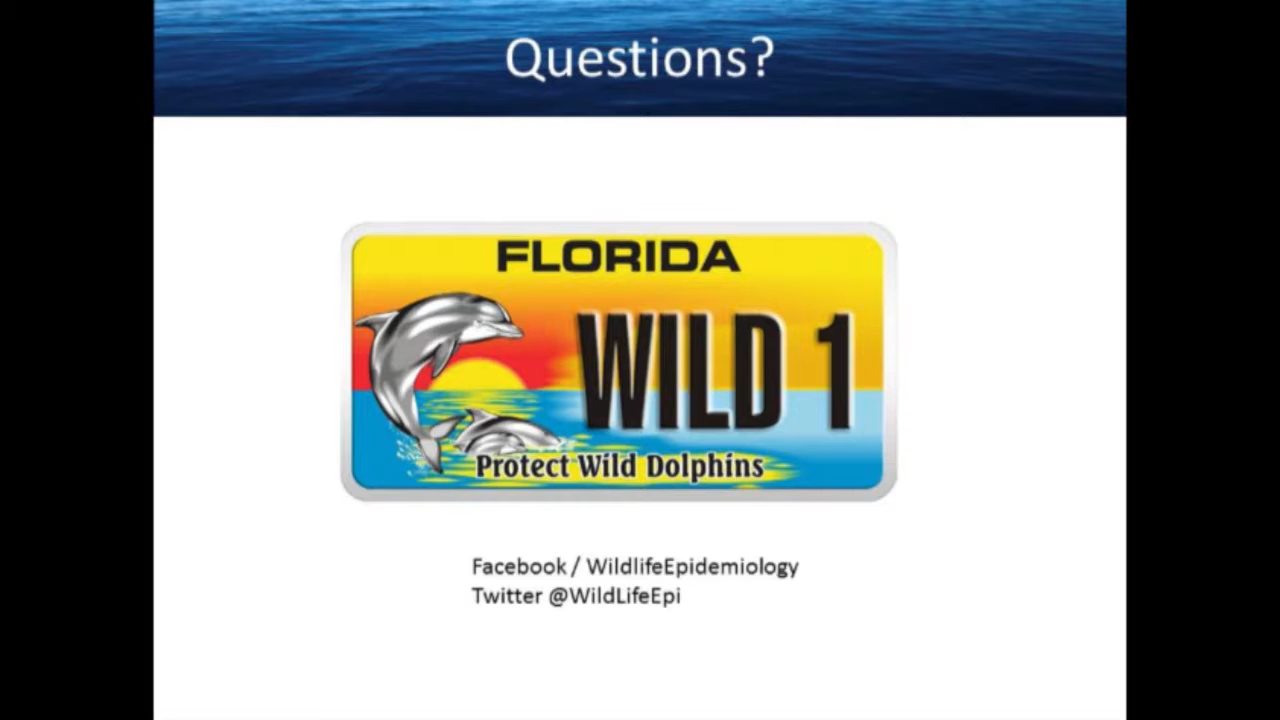 Questions?
FLORIDA
WILD 1
Protect Wild Dolphins
Facebook / WildlifeEpidemiology
Twitter @WildLifeEpi